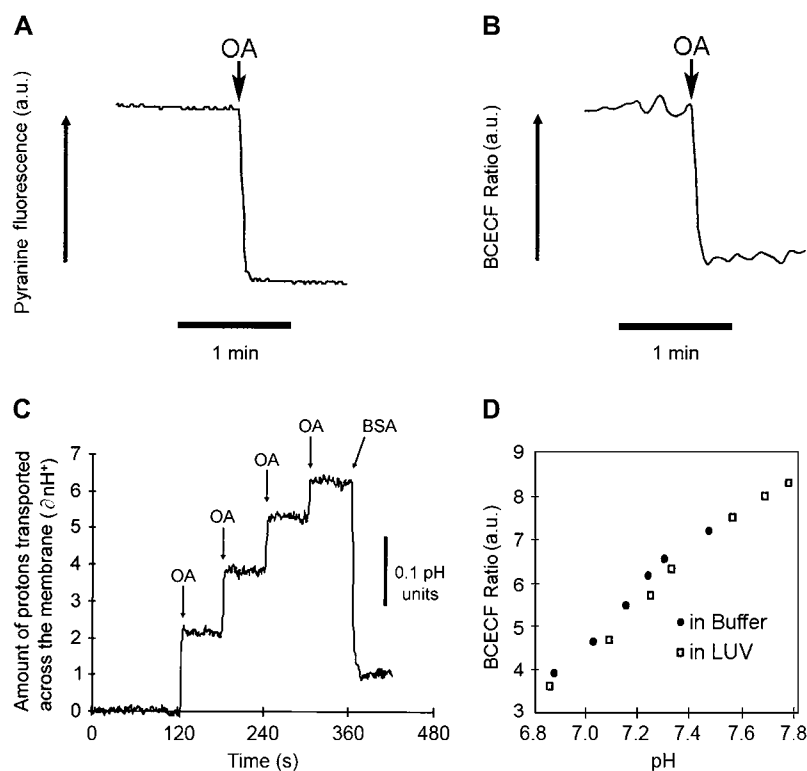 A
OA
Pyranine fluorescence (a.u.)
1 min
B
OA
BCECF Ratio (a.u.)
1 min
C
Amount of protons transported
across the membrane (∂nH⁺)
7
6
5
4
3
2
1
0
OA
OA
OA
OA
BSA
0.1 pH
units
0
120
240
360
480
Time (s)
D
BCECF Ratio (a.u.)
9
8
7
6
5
4
3
in Buffer
in LUV
6.8
7.0
7.2
7.4
7.6
7.8
pH